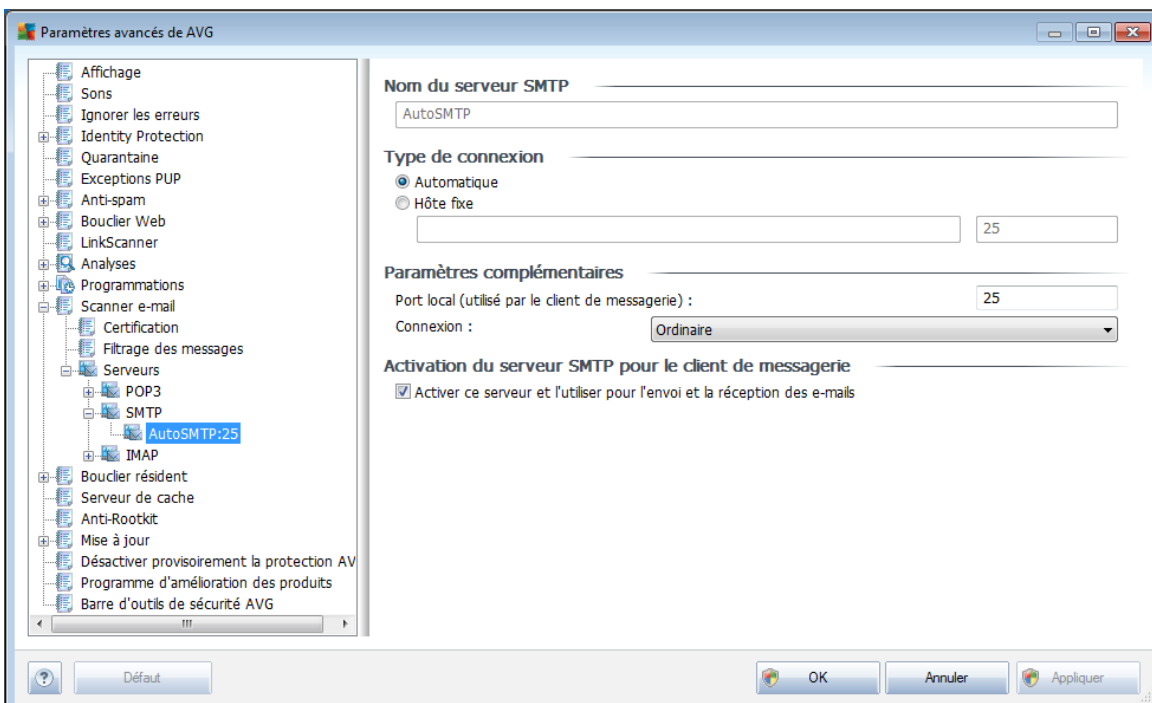 Paramètres avancés de AVG
Affichage
Sons
Ignorer les erreurs
Identity Protection
Quarantaine
Exceptions PUP
Anti-spam
Bouclier Web
LinkScanner
Analyses
Programmations
Scanner e-mail
Certification
Filtrage des messages
Serveurs
POP3
SMTP
AutoSMTP:25
IMAP
Bouclier résident
Serveur de cache
Anti-Rootkit
Mise à jour
Désactiver provisoirement la protection AV
Programme d'amélioration des produits
Barre d'outils de sécurité AVG
Nom du serveur SMTP
AutoSMTP
Type de connexion
Automatique
Hôte fixe
25
Paramètres complémentaires
Port local (utilisé par le client de messagerie) : 25
Connexion : Ordinaire
Activation du serveur SMTP pour le client de messagerie
Activer ce serveur et l'utiliser pour l'envoi et la réception des e-mails
? Défaut OK Annuler Appliquer